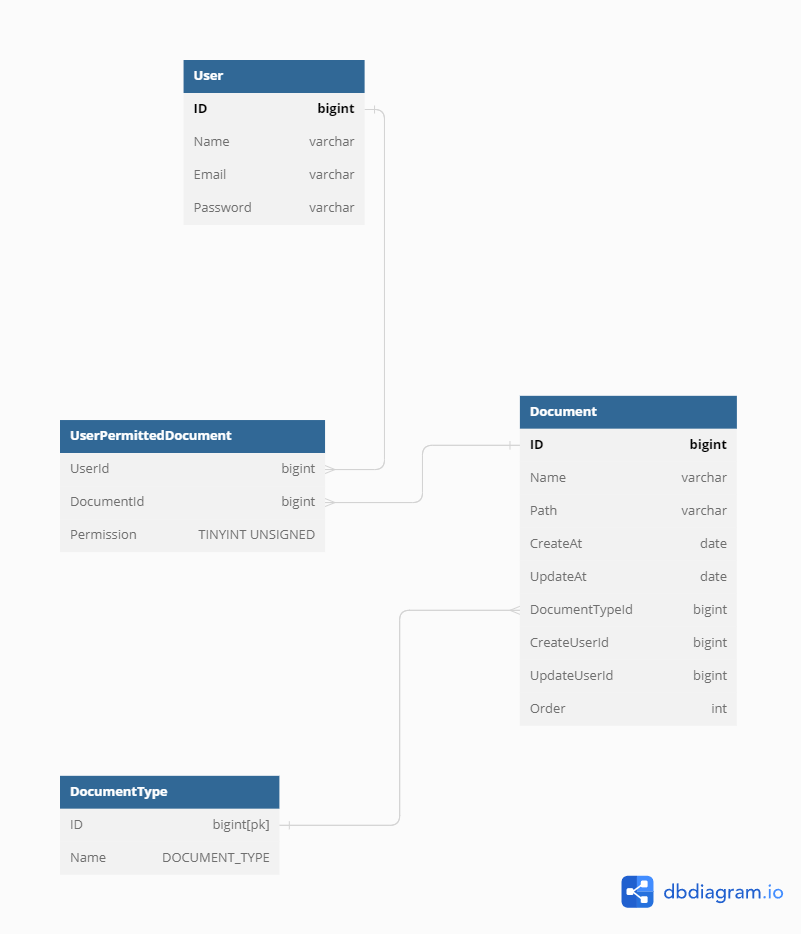 User
ID bigint
Name varchar
Email varchar
Password varchar
UserPermittedDocument
UserId bigint
DocumentId bigint
Permission TINYINT UNSIGNED
Document
ID bigint
Name varchar
Path varchar
CreateAt date
UpdateAt date
DocumentTypeId bigint
CreateUserId bigint
UpdateUserId bigint
Order int
DocumentType
ID bigint[pk]
Name DOCUMENT_TYPE
dbdiagram.io